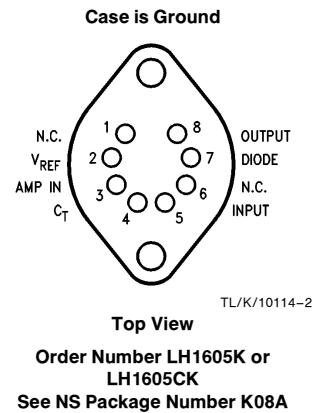 Case is Ground
1 8
N.C. OUTPUT
2 7
VREF DIODE
3 6
AMP IN N.C.
4 5
CT INPUT
TL/K/10114–2
Top View
Order Number LH1605K or
LH1605CK
See NS Package Number K08A